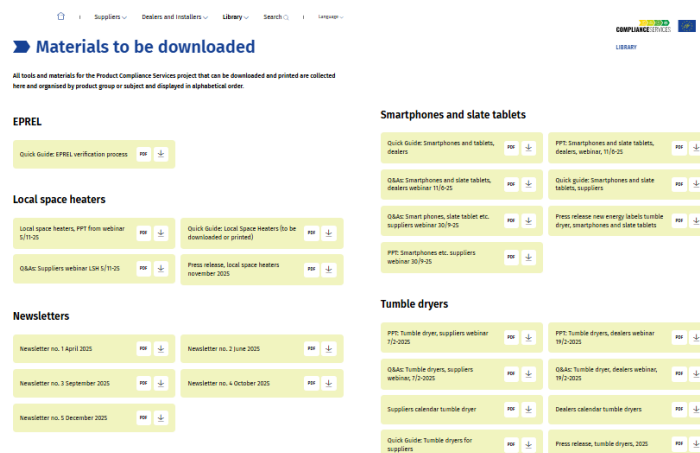 Suppliers
Dealers and Installers
Library
Search
Language
COMPLIANCESERVICES
LIBRARY
Materials to be downloaded
All tools and materials for the Product Compliance Services project that can be downloaded and printed are collected
here and organised by product group or subject and displayed in alphabetical order.
EPREL
Quick Guide: EPREL verification process
PDF
Local space heaters
Local space heaters, PPT from webinar
5/11-25
PDF
Quick Guide: Local Space Heaters (to be
downloaded or printed)
PDF
Q&As: Suppliers webinar LSH 5/11-25
PDF
Press release, local space heaters
november 2025
PDF
Newsletters
Newsletter no. 1 April 2025
PDF
Newsletter no. 2 June 2025
PDF
Newsletter no. 3 September 2025
PDF
Newsletter no. 4 October 2025
PDF
Newsletter no. 5 December 2025
PDF
Smartphones and slate tablets
Quick Guide: Smartphones and tablets,
dealers
PDF
PPT: Smartphones and slate tablets,
dealers, webinar, 11/6-25
PDF
Q&As: Smartphones and slate tablets,
dealers webinar 11/6-25
PDF
Quick guide: Smartphones and slate
tablets, suppliers
PDF
Q&As: Smart phones, slate tablet etc.
suppliers webinar 30/9-25
PDF
Press release new energy labels tumble
dryer, smartphones and slate tablets
PDF
PPT: Smartphones etc. suppliers
webinar 30/9-25
PDF
Tumble dryers
PPT: Tumble dryer, suppliers webinar
7/2-2025
PDF
PPT: Tumble dryers, dealers webinar
19/2-2025
PDF
Q&As: Tumble dryers, suppliers
webinar, 7/2-2025
PDF
Q&As: Tumble dryer, dealers webinar,
19/2-2025
PDF
Suppliers calendar tumble dryer
PDF
Dealers calendar tumble dryers
PDF
Quick Guide: Tumble dryers for
suppliers
PDF
Press release, tumble dryers, 2025
PDF